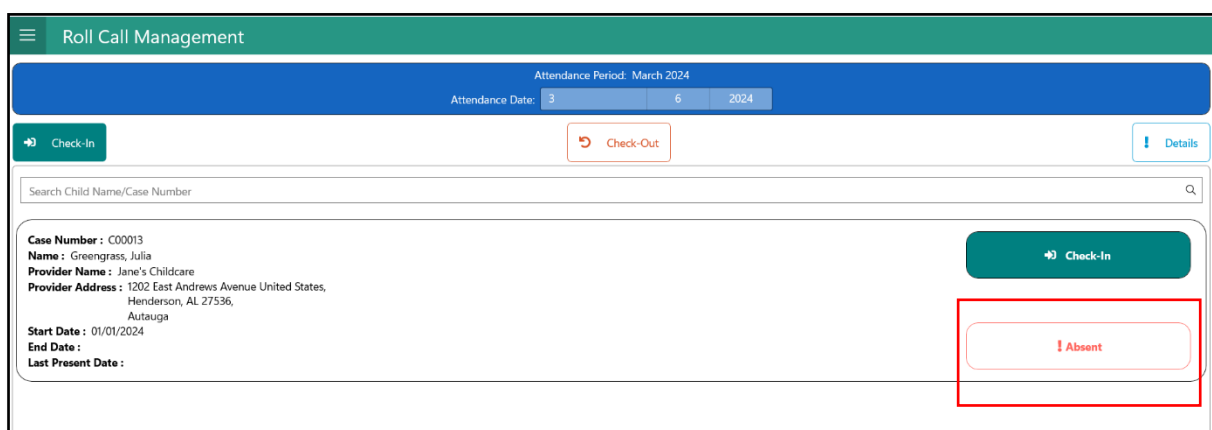 Roll Call Management
Attendance Period: March 2024
Attendance Date: 3 6 2024
Check-In
Check-Out
! Details
Search Child Name/Case Number
Case Number : C00013
Name : Greengrass, Julia
Provider Name : Jane's Childcare
Provider Address : 1202 East Andrews Avenue United States,
Henderson, AL 27536,
Autauga
Start Date : 01/01/2024
End Date :
Last Present Date :
Check-In
! Absent